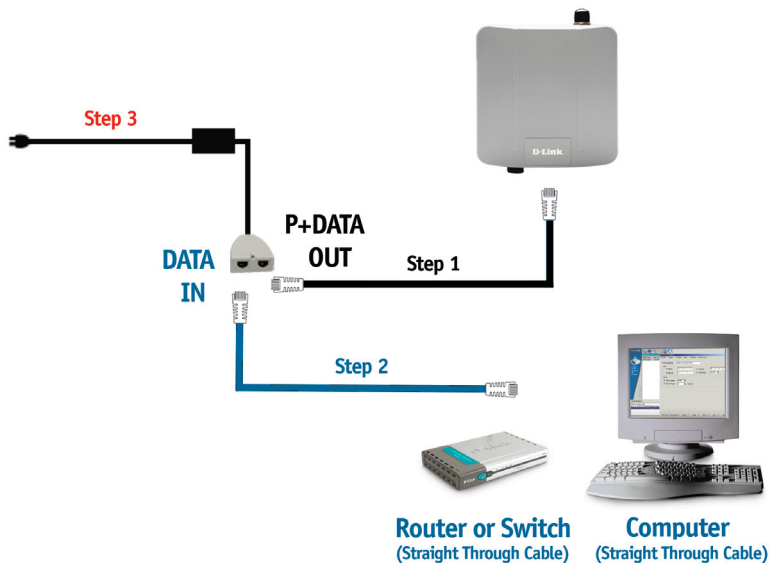 Step 3
D-Link
P+DATA
OUT
DATA
IN
Step 1
Step 2
Router or Switch
(Straight Through Cable)
Computer
(Straight Through Cable)